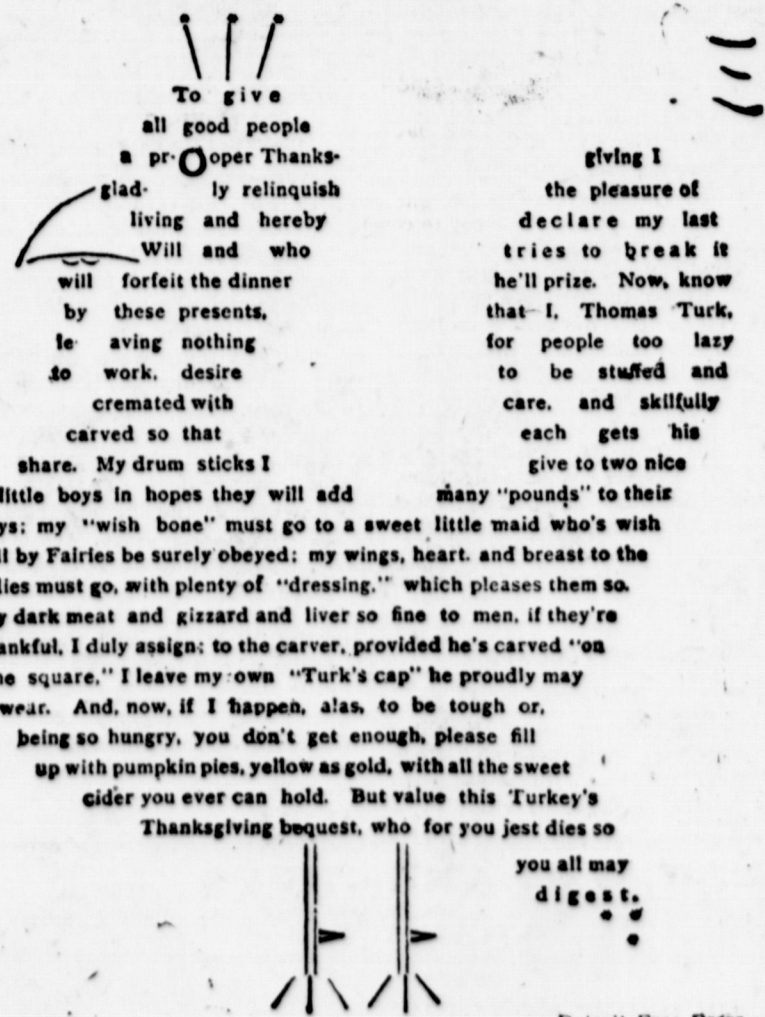 To give
all good people
a pr-Ooper Thanks- giving I
glad- ly relinquish the pleasure of
living and hereby declare my last
Will and who tries to break it
will forfeit the dinner he'll prize. Now, know
by these presents, that I, Thomas Turk,
le aving nothing for people too lazy
to work, desire to be stuffed and
cremated with care, and skillfully
carved so that each gets his
share. My drum sticks I give to two nice
little boys in hopes they will add many "pounds" to their
ys; my "wish bone" must go to a sweet little maid who's wish
ll by Fairies be surely obeyed; my wings, heart, and breast to the
lies must go, with plenty of "dressing," which pleases them so.
y dark meat and gizzard and liver so fine to men, if they're
ankful, I duly assign; to the carver, provided he's carved "on
he square," I leave my own "Turk's cap" he proudly may
wear. And, now, if I happen, alas, to be tough or,
being so hungry, you don't get enough, please fill
up with pumpkin pies, yellow as gold, with all the sweet
cider you ever can hold. But value this Turkey's
Thanksgiving bequest, who for you jest dies so
you all may
digest.